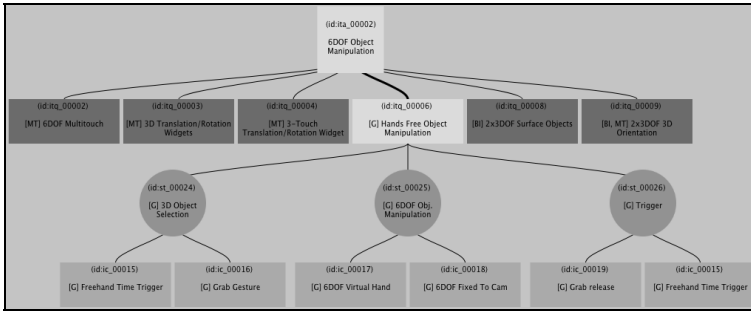 (id:ita_00002)
6DOF Object
Manipulation
(id:itq_00002)
[MT] 6DOF Multitouch
(id:itq_00003)
[MT] 3D Translation/Rotation
Widgets
(id:itq_00004)
[MT] 3-Touch
Translation/Rotation Widget
(id:itq_00006)
[G] Hands Free Object
Manipulation
(id:itq_00008)
[BI] 2x3DOF Surface Objects
(id:itq_00009)
[BI, MT] 2x3DOF 3D
Orientation
(id:st_00024)
[G] 3D Object
Selection
(id:st_00025)
[G] 6DOF Obj.
Manipulation
(id:st_00026)
[G] Trigger
(id:ic_00015)
[G] Freehand Time Trigger
(id:ic_00016)
[G] Grab Gesture
(id:ic_00017)
[G] 6DOF Virtual Hand
(id:ic_00018)
[G] 6DOF Fixed To Cam
(id:ic_00019)
[G] Grab release
(id:ic_00015)
[G] Freehand Time Trigger